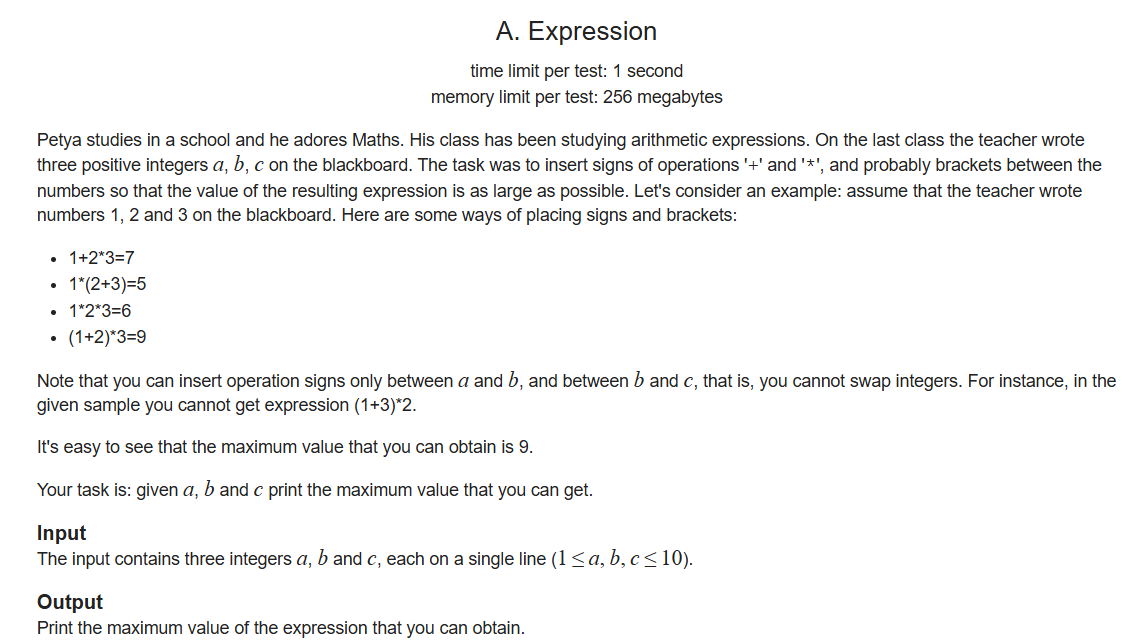 A. Expression
time limit per test: 1 second
memory limit per test: 256 megabytes
Petya studies in a school and he adores Maths. His class has been studying arithmetic expressions. On the last class the teacher wrote
three positive integers a, b, c on the blackboard. The task was to insert signs of operations '+' and '*', and probably brackets between the
numbers so that the value of the resulting expression is as large as possible. Let's consider an example: assume that the teacher wrote
numbers 1, 2 and 3 on the blackboard. Here are some ways of placing signs and brackets:
• 1+2*3=7
• 1*(2+3)=5
• 1*2*3=6
• (1+2)*3=9
Note that you can insert operation signs only between a and b, and between b and c, that is, you cannot swap integers. For instance, in the
given sample you cannot get expression (1+3)*2.
It's easy to see that the maximum value that you can obtain is 9.
Your task is: given a, b and c print the maximum value that you can get.
Input
The input contains three integers a, b and c, each on a single line (1 ≤ a, b, c ≤ 10).
Output
Print the maximum value of the expression that you can obtain.